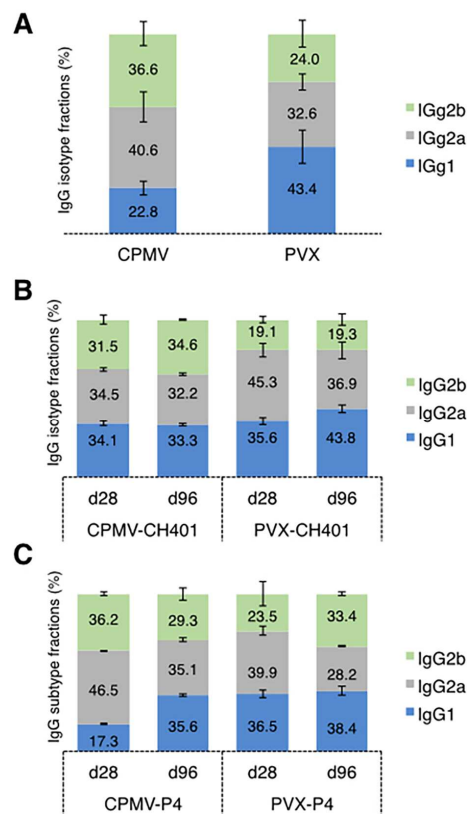 A
IgG isotype fractions (%)
36.6
40.6
22.8
24.0
32.6
43.4
IGg2b
IGg2a
IGg1
CPMV
PVX
B
IgG isotype fractions (%)
31.5
34.5
34.1
34.6
32.2
33.3
19.1
45.3
35.6
19.3
36.9
43.8
IgG2b
IgG2a
IgG1
d28
d96
d28
d96
CPMV-CH401
PVX-CH401
C
IgG subtype fractions (%)
36.2
46.5
17.3
29.3
35.1
35.6
23.5
39.9
36.5
33.4
28.2
38.4
IgG2b
IgG2a
IgG1
d28
d96
d28
d96
CPMV-P4
PVX-P4